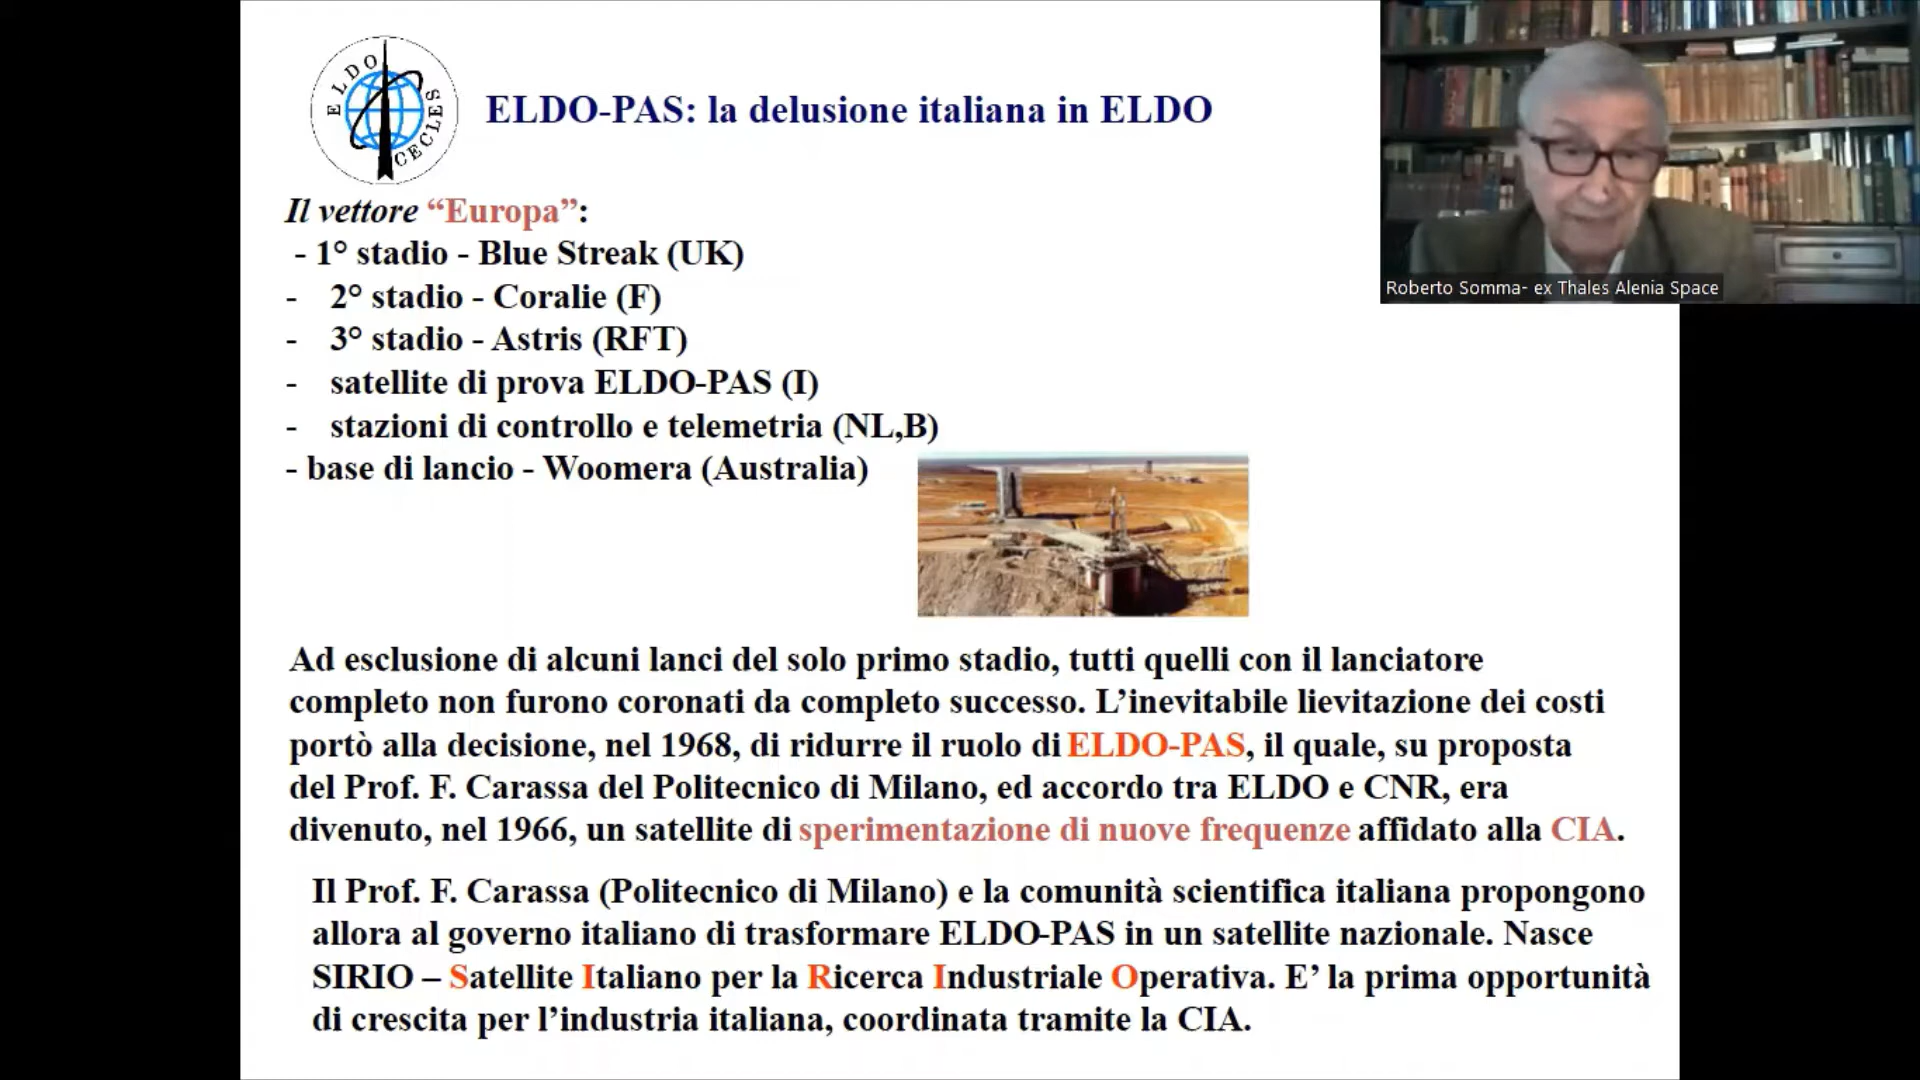 ELDO
CECLES
ELDO-PAS: la delusione italiana in ELDO
Il vettore “Europa”:
- 1° stadio - Blue Streak (UK)
- 2° stadio - Coralie (F)
- 3° stadio - Astris (RFT)
- satellite di prova ELDO-PAS (I)
- stazioni di controllo e telemetria (NL,B)
- base di lancio - Woomera (Australia)
Roberto Somma- ex Thales Alenia Space
Ad esclusione di alcuni lanci del solo primo stadio, tutti quelli con il lanciatore
completo non furono coronati da completo successo. L’inevitabile lievitazione dei costi
portò alla decisione, nel 1968, di ridurre il ruolo di ELDO-PAS, il quale, su proposta
del Prof. F. Carassa del Politecnico di Milano, ed accordo tra ELDO e CNR, era
divenuto, nel 1966, un satellite di sperimentazione di nuove frequenze affidato alla CIA.
Il Prof. F. Carassa (Politecnico di Milano) e la comunità scientifica italiana propongono
allora al governo italiano di trasformare ELDO-PAS in un satellite nazionale. Nasce
SIRIO – Satellite Italiano per la Ricerca Industriale Operativa. E’ la prima opportunità
di crescita per l’industria italiana, coordinata tramite la CIA.